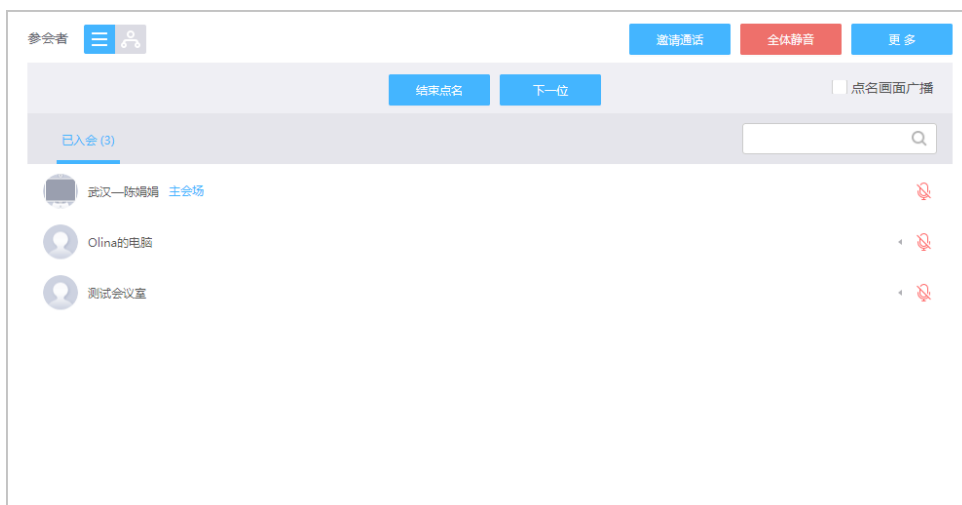 参会者 邀请通话 全体静音 更多
结束点名 下一位 点名画面广播
已入会 (3)
武汉—陈娟娟 主会场
Olina的电脑
测试会议室